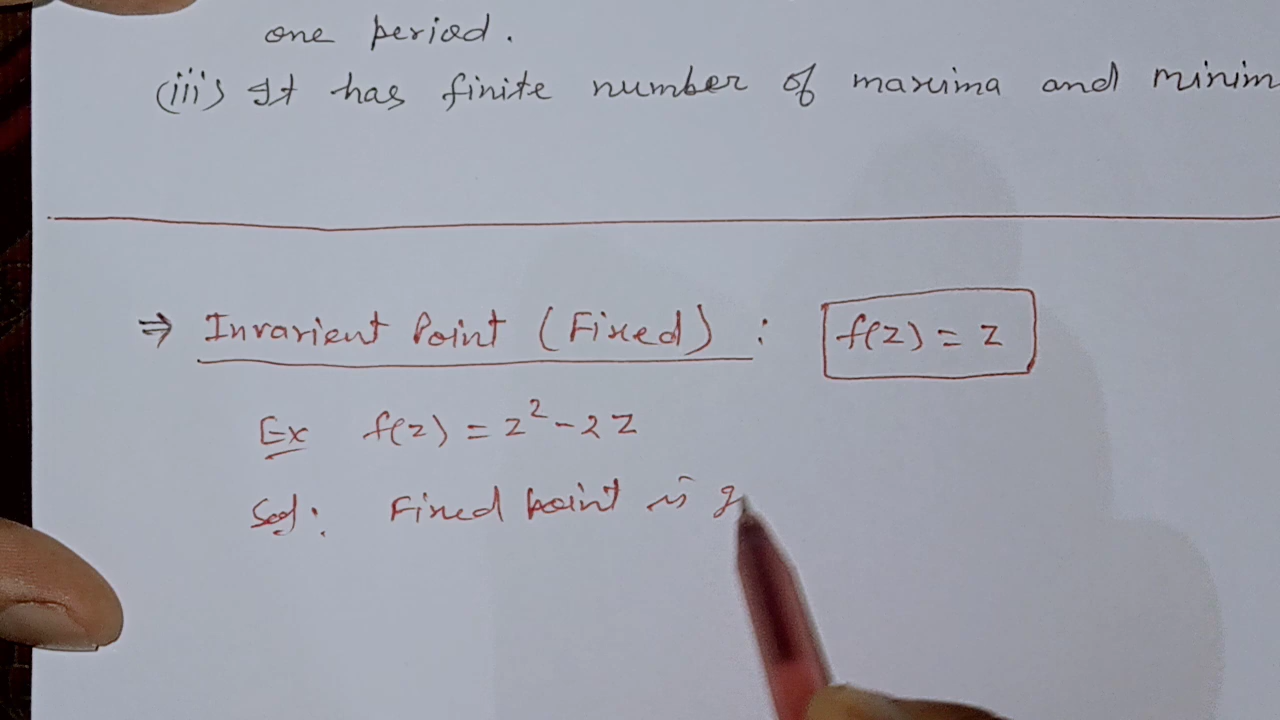 one period.
(iii) It has finite number of maxima and minim
⇒ Invarient Point (Fixed) : f(z) = z
Ex f(z) = z² - 2z
Sol: Fixed point is g